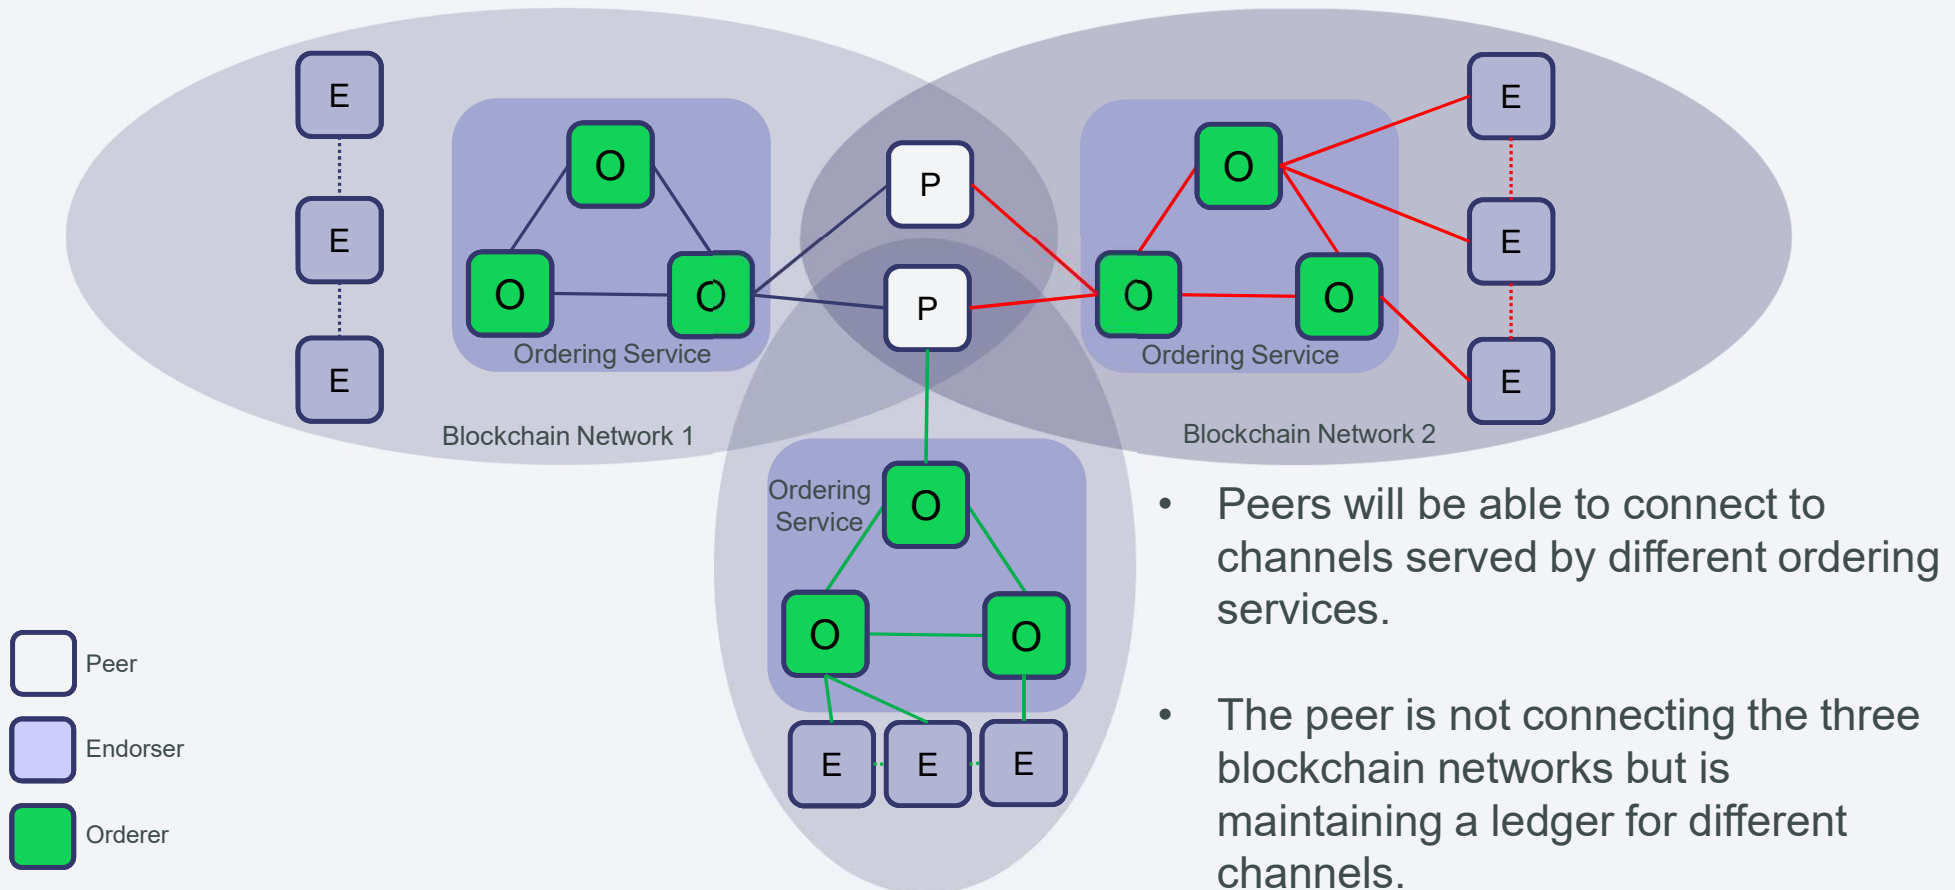 E
E
E
O
O
O
Ordering Service
Blockchain Network 1
P
P
O
O
O
Ordering Service
Blockchain Network 2
E
E
E
Ordering
Service
O
O
O
E
E
E
Peer
Endorser
Orderer
• Peers will be able to connect to
channels served by different ordering
services.
• The peer is not connecting the three
blockchain networks but is
maintaining a ledger for different
channels.